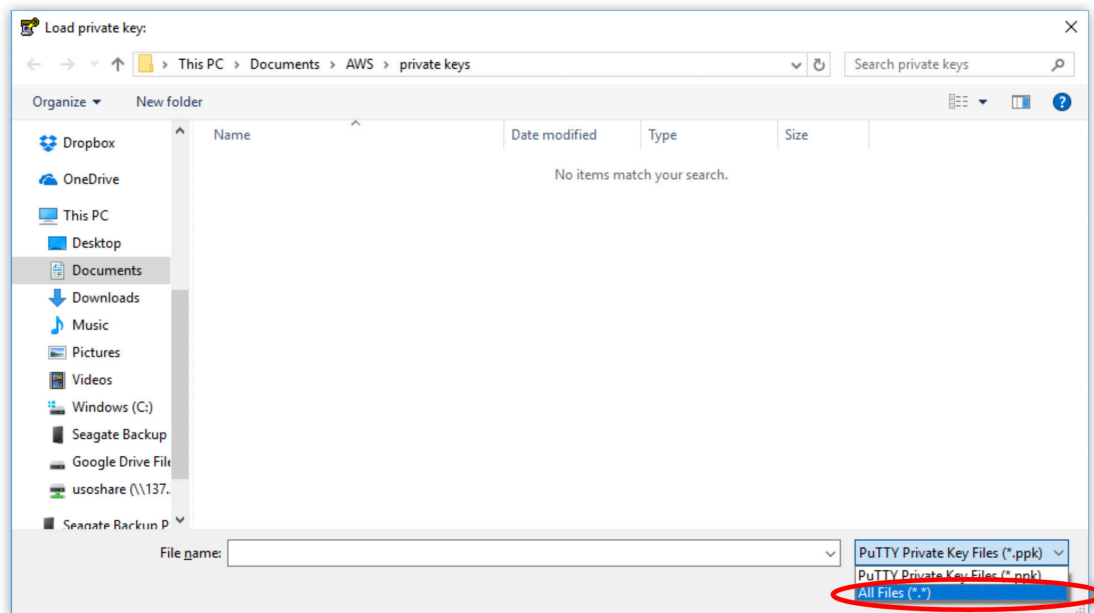 Load private key:
This PC > Documents > AWS > private keys
Search private keys
Organize
New folder
Name
Date modified
Type
Size
No items match your search.
Dropbox
OneDrive
This PC
Desktop
Documents
Downloads
Music
Pictures
Videos
Windows (C:)
Seagate Backup
Google Drive File
usoshare (\\137..
Seagate Backup P
File name:
PuTTY Private Key Files (*.ppk)
PuTTY Private Key Files (*.ppk)
All Files (*.*)